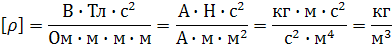 [ρ] = В · Тл · с² / Ом · м · м · м = А · Н · с² / А · м · м² = кг · м · с² / с² · м⁴ = кг / м³